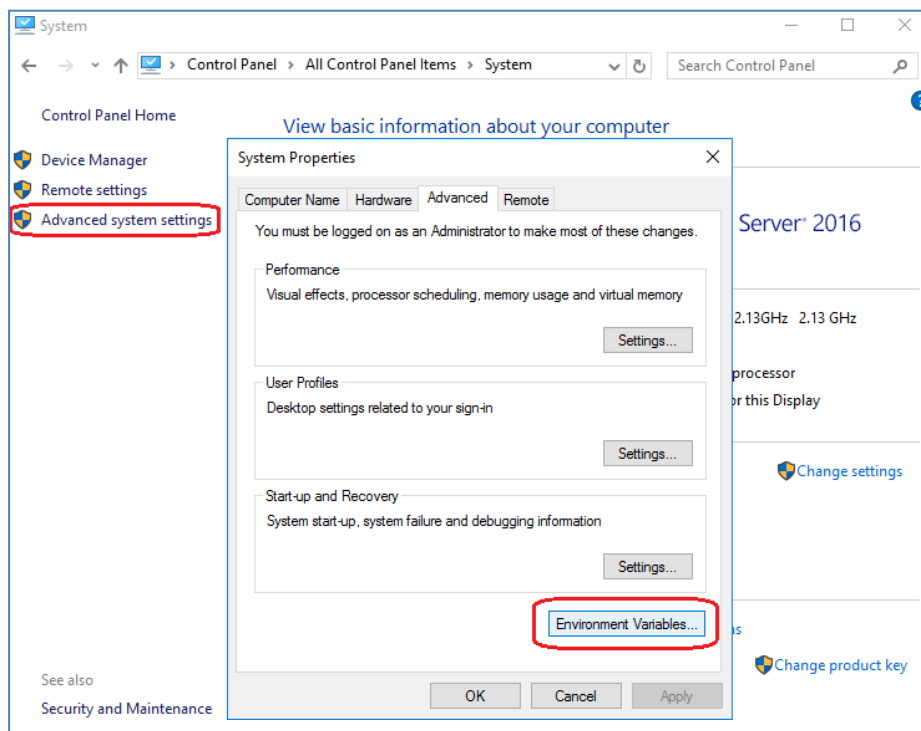 System
Control Panel > All Control Panel Items > System
Search Control Panel
Control Panel Home
View basic information about your computer
Device Manager
Remote settings
Advanced system settings
System Properties
Computer Name Hardware Advanced Remote
You must be logged on as an Administrator to make most of these changes.
Performance
Visual effects, processor scheduling, memory usage and virtual memory
Settings...
User Profiles
Desktop settings related to your sign-in
Settings...
Start-up and Recovery
System start-up, system failure and debugging information
Settings...
Environment Variables...
OK Cancel Apply
Server® 2016
2.13GHz 2.13 GHz
processor
or this Display
Change settings
Change product key
See also
Security and Maintenance